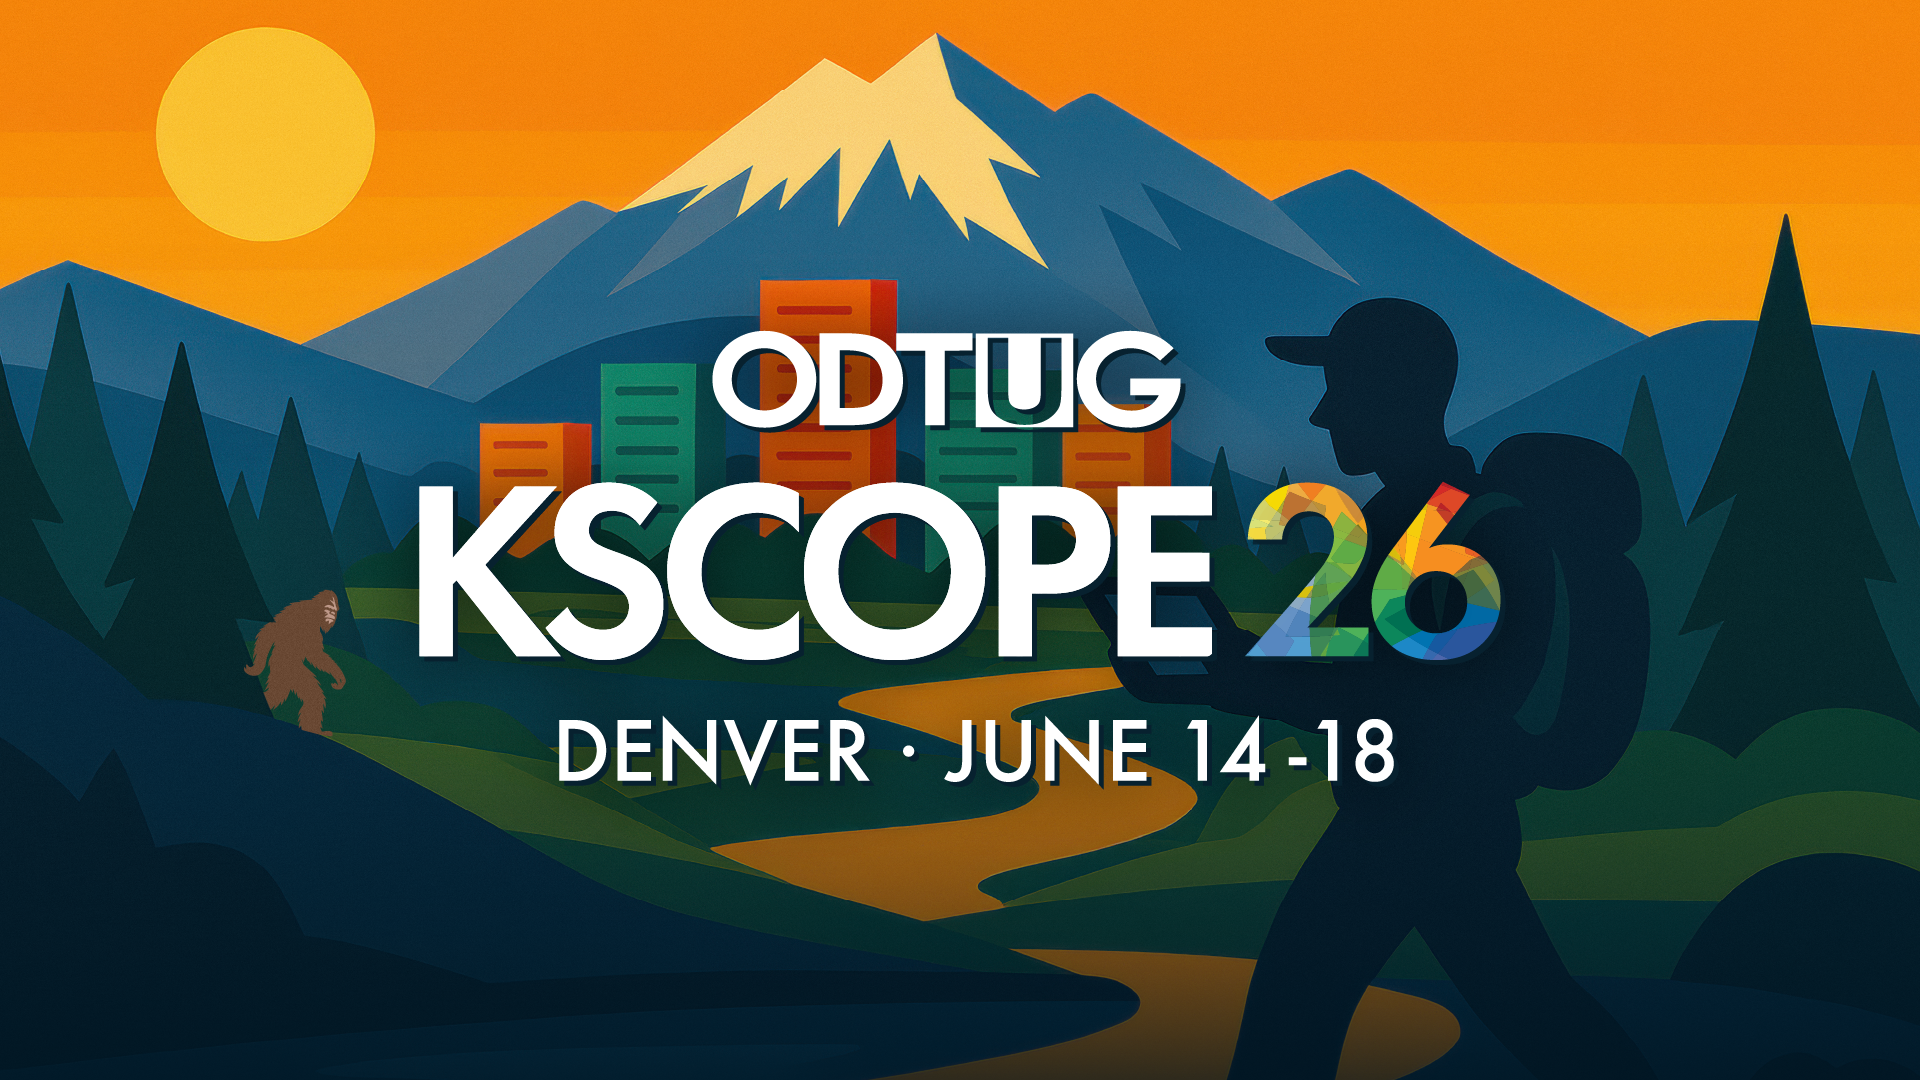 ODTUG
KSCOPE 26
DENVER · JUNE 14-18